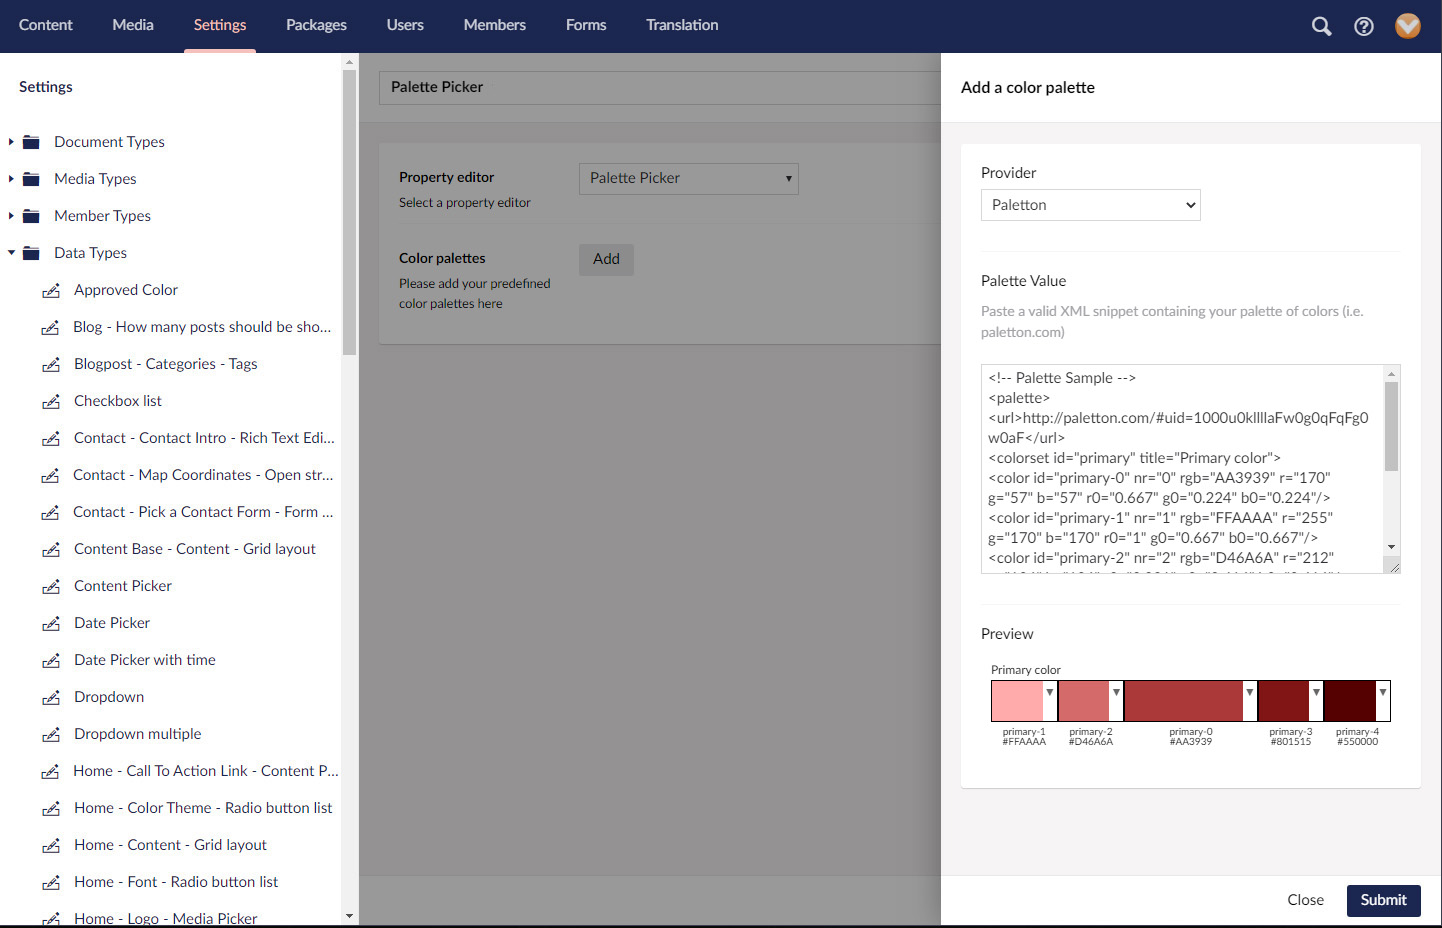 Content Media Settings Packages Users Members Forms Translation
Settings
Document Types
Media Types
Member Types
Data Types
Approved Color
Blog - How many posts should be sho...
Blogpost - Categories - Tags
Checkbox list
Contact - Contact Intro - Rich Text Edi...
Contact - Map Coordinates - Open str...
Contact - Pick a Contact Form - Form ...
Content Base - Content - Grid layout
Content Picker
Date Picker
Date Picker with time
Dropdown
Dropdown multiple
Home - Call To Action Link - Content P...
Home - Color Theme - Radio button list
Home - Content - Grid layout
Home - Font - Radio button list
Home - Logo - Media Picker
Palette Picker
Property editor
Select a property editor
Palette Picker
Color palettes
Please add your predefined
color palettes here
Add
Add a color palette
Provider
Paletton
Palette Value
Paste a valid XML snippet containing your palette of colors (i.e.
paletton.com)
<!-- Palette Sample -->
<palette>
<url>http://paletton.com/#uid=1000u0kllllaFw0g0qFqFg0
w0aF</url>
<colorset id="primary" title="Primary color">
<color id="primary-0" nr="0" rgb="AA3939" r="170"
g="57" b="57" r0="0.667" g0="0.224" b0="0.224"/>
<color id="primary-1" nr="1" rgb="FFAAAA" r="255"
g="170" b="170" r0="1" g0="0.667" b0="0.667"/>
<color id="primary-2" nr="2" rgb="D46A6A" r="212"
Preview
Primary color
primary-1 primary-2 primary-0 primary-3 primary-4
#FFAAAA #D46A6A #AA3939 #801515 #550000
Close Submit